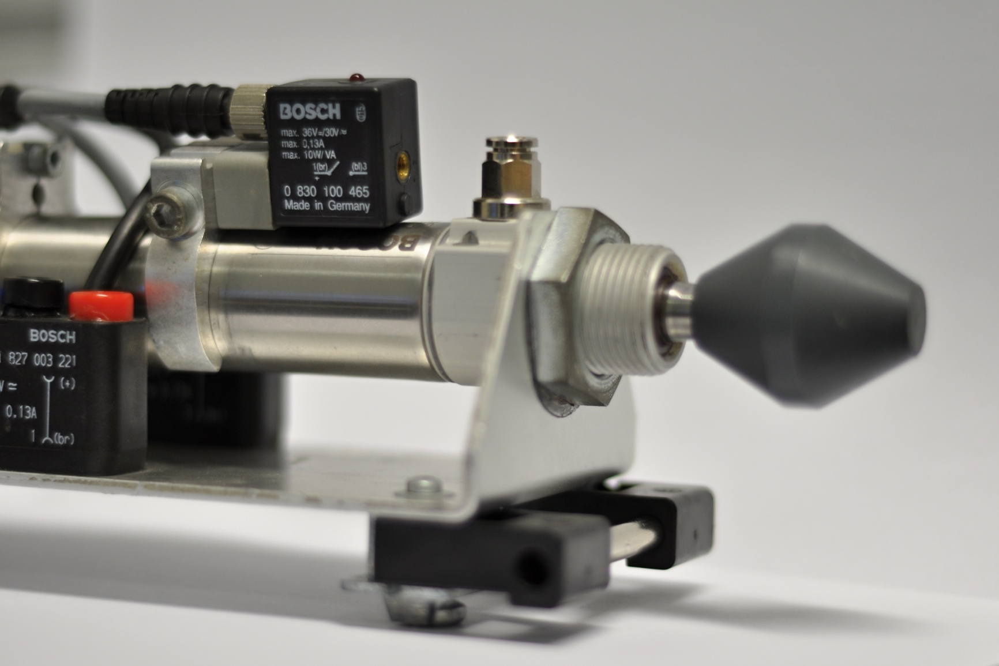 BOSCH
max. 36V=/30V≈
max. 0,13A
max. 10W/VA
1(br) (bl)3
+
0 830 100 465
Made in Germany
BOSCH
827 003 221
(+)
0.13A
1 (br)